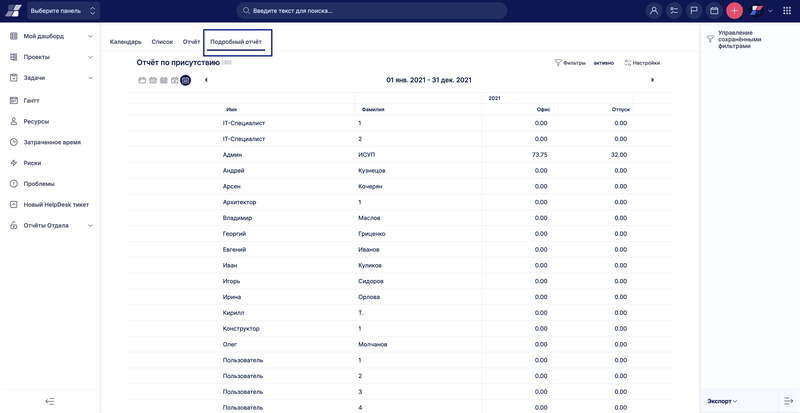 Выберите панель
Введите текст для поиска...
Мой дашборд
Проекты
Задачи
Гантт
Ресурсы
Затраченное время
Риски
Проблемы
Новый HelpDesk тикет
Отчёты Отдела
Календарь Список Отчёт Подробный отчёт
Отчёт по присутствию (30)
Фильтры активно Настройки
01 янв. 2021 - 31 дек. 2021
2021
Имя Фамилия Офис Отпуск
IT-Специалист 1 0.00 0.00
IT-Специалист 2 0.00 0.00
Админ ИСУП 73.75 32.00
Андрей Кузнецов 0.00 0.00
Арсен Кочерян 0.00 0.00
Архитектор 1 0.00 0.00
Владимир Маслов 0.00 0.00
Георгий Гриценко 0.00 0.00
Евгений Иванов 0.00 0.00
Иван Куликов 0.00 0.00
Игорь Сидоров 0.00 0.00
Ирина Орлова 0.00 0.00
Кирилл Т. 0.00 0.00
Конструктор 1 0.00 0.00
Олег Молчанов 0.00 0.00
Пользователь 1 0.00 0.00
Пользователь 2 0.00 0.00
Пользователь 3 0.00 0.00
Пользователь 4 0.00 0.00
Управление
сохранёнными
фильтрами
Экспорт